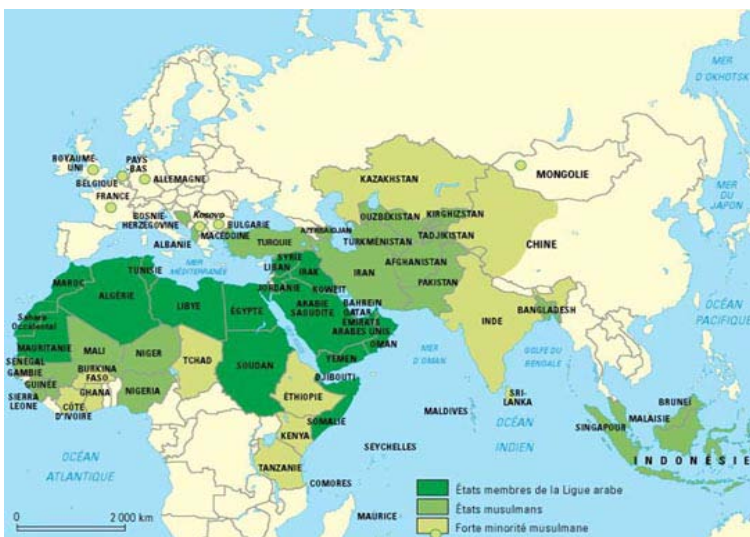 MER
D'OKHOTSK
ROYAUME-
UNI
PAYS-
BAS
BELGIQUE
ALLEMAGNE
FRANCE
MONGOLIE
KAZAKHSTAN
BOSNIE-
HERZÉGOVINE
Kosovo
BULGARIE
MACÉDOINE
ALBANIE
TURQUIE
AZERBAÏDJAN
OUZBÉKISTAN
KIRGHIZSTAN
TURKMÉNISTAN
TADJIKISTAN
CHINE
MER
DU
JAPON
MER
MÉDITERRANÉE
TUNISIE
MAROC
ALGÉRIE
LIBYE
ÉGYPTE
SYRIE
LIBAN
IRAK
JORDANIE
KOWEIT
IRAN
AFGHANISTAN
PAKISTAN
ARABIE
SAOUDITE
BAHREIN
QATAR
ÉMIRATS
ARABES UNIS
OMAN
INDE
BANGLADESH
OCÉAN
PACIFIQUE
Sahara
Occidental
MAURITANIE
MALI
NIGER
TCHAD
SOUDAN
YEMEN
DJIBOUTI
MER
D'OMAN
GOLFE DU
BENGALE
SÉNÉGAL
GAMBIE
GUINÉE
SIERRA
LEONE
BURKINA
FASO
GHANA
CÔTE
D'IVOIRE
NIGERIA
ÉTHIOPIE
SOMALIE
KENYA
TANZANIE
MALDIVES
SRI-
LANKA
OCÉAN
INDIEN
SEYCHELLES
COMORES
MAURICE
BRUNEÏ
MALAISIE
SINGAPOUR
INDONÉSIE
OCÉAN
ATLANTIQUE
États membres de la Ligue arabe
États musulmans
Forte minorité musulmane
0
2 000 km